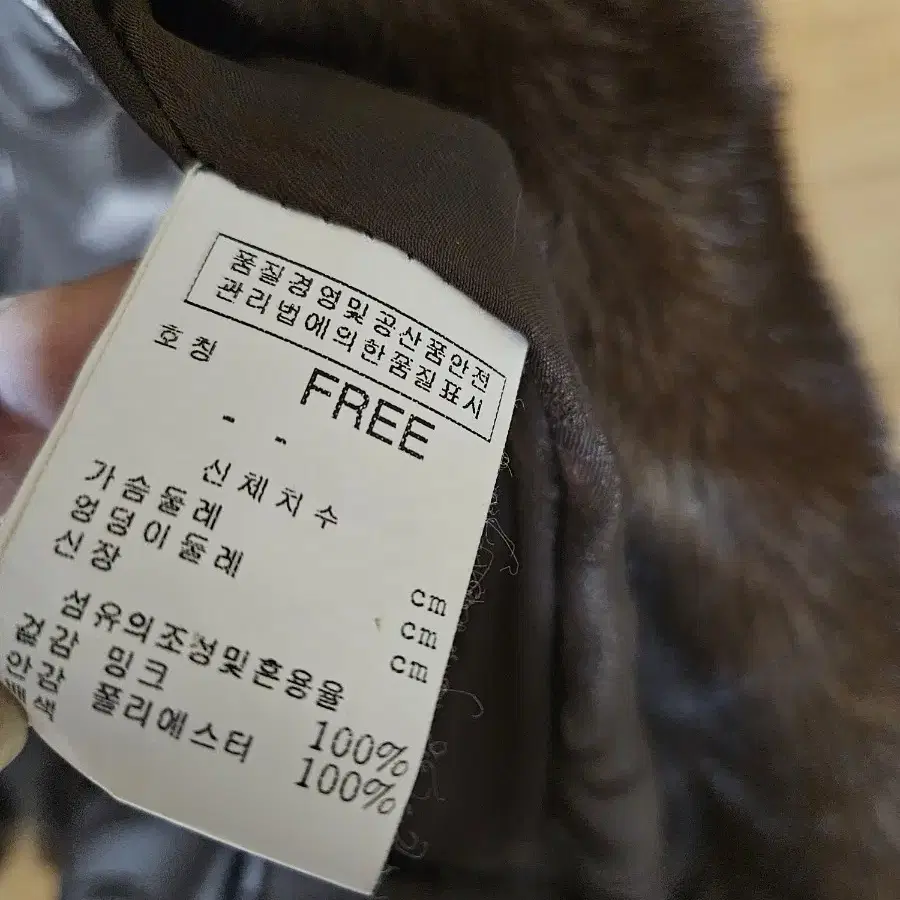 품질경영및공산품안전
관리법에의한품질표시
호칭
FREE
- -
신체치수
가슴둘레 cm
엉덩이둘레 cm
신장 cm
섬유의조성및혼용율
겉감 밍크 100%
안감 폴리에스터 100%
배색